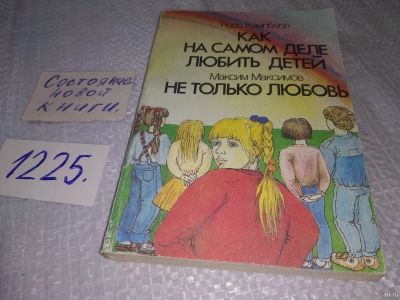 Росс Кэмпбелл
КАК
НА САМОМ ДЕЛЕ
ЛЮБИТЬ ДЕТЕЙ
Максим Максимов
НЕ ТОЛЬКО ЛЮБОВЬ
Состояние
новой
книги.
1225.